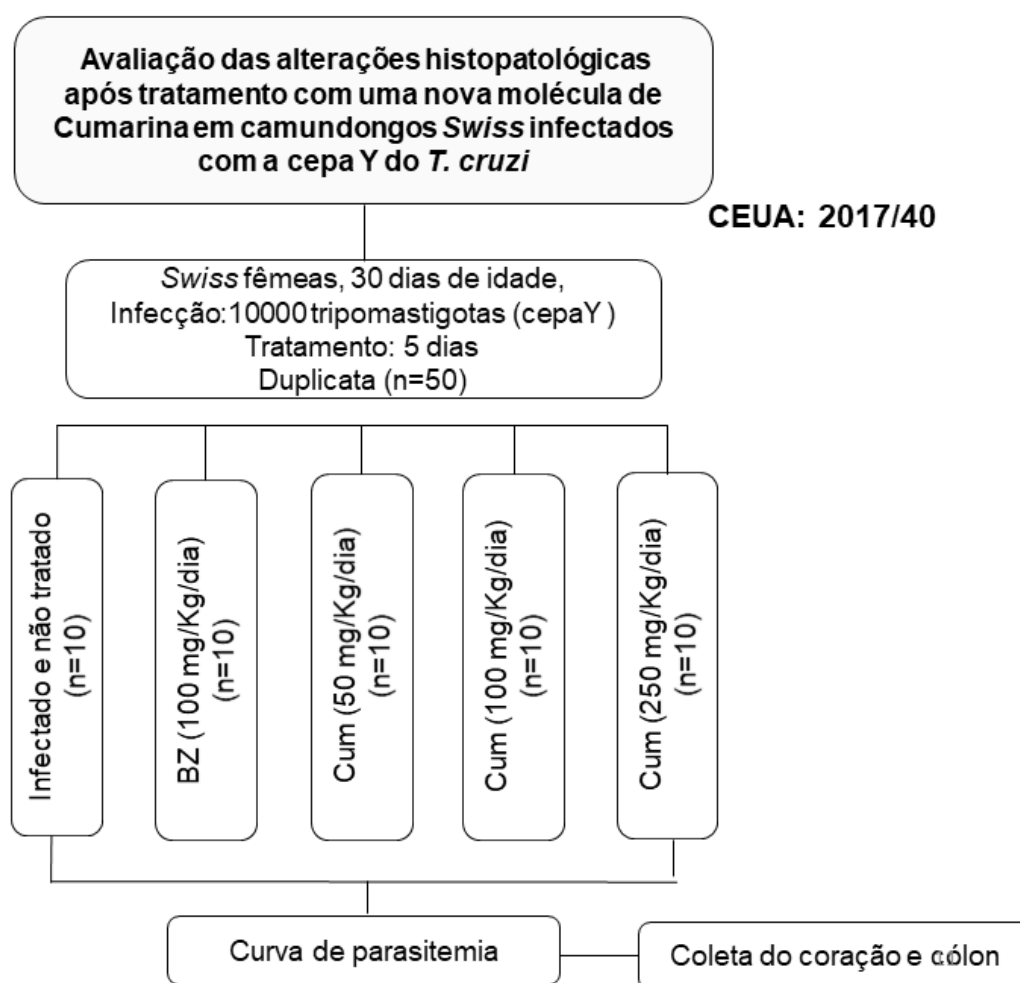 Avaliação das alterações histopatológicas
após tratamento com uma nova molécula de
Cumarina em camundongos Swiss infectados
com a cepa Y do T. cruzi
CEUA: 2017/40
Swiss fêmeas, 30 dias de idade,
Infecção:10000 tripomastigotas (cepaY )
Tratamento: 5 dias
Duplicata (n=50)
Infectado e não tratado
(n=10)
BZ (100 mg/Kg/dia)
(n=10)
Cum (50 mg/Kg/dia)
(n=10)
Cum (100 mg/Kg/dia)
(n=10)
Cum (250 mg/Kg/dia)
(n=10)
Curva de parasitemia
Coleta do coração e cólon